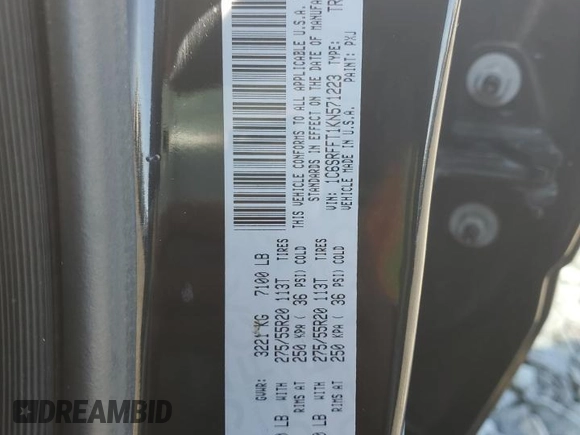 GVWR: 3221 KG 7100 LB
LB WITH 275/55R20 113T TIRES
RIMS AT 250 KPA ( 36 PSI) COLD
LB WITH 275/55R20 113T TIRES
RIMS AT 250 KPA ( 36 PSI) COLD
THIS VEHICLE CONFORMS TO ALL APPLICABLE U.S.A.
STANDARDS IN EFFECT ON THE DATE OF
VIN: 1C6SRFFT1KN571223 TYPE:
VEHICLE MADE IN U.S.A. PAINT: PXJ
DREAMBID